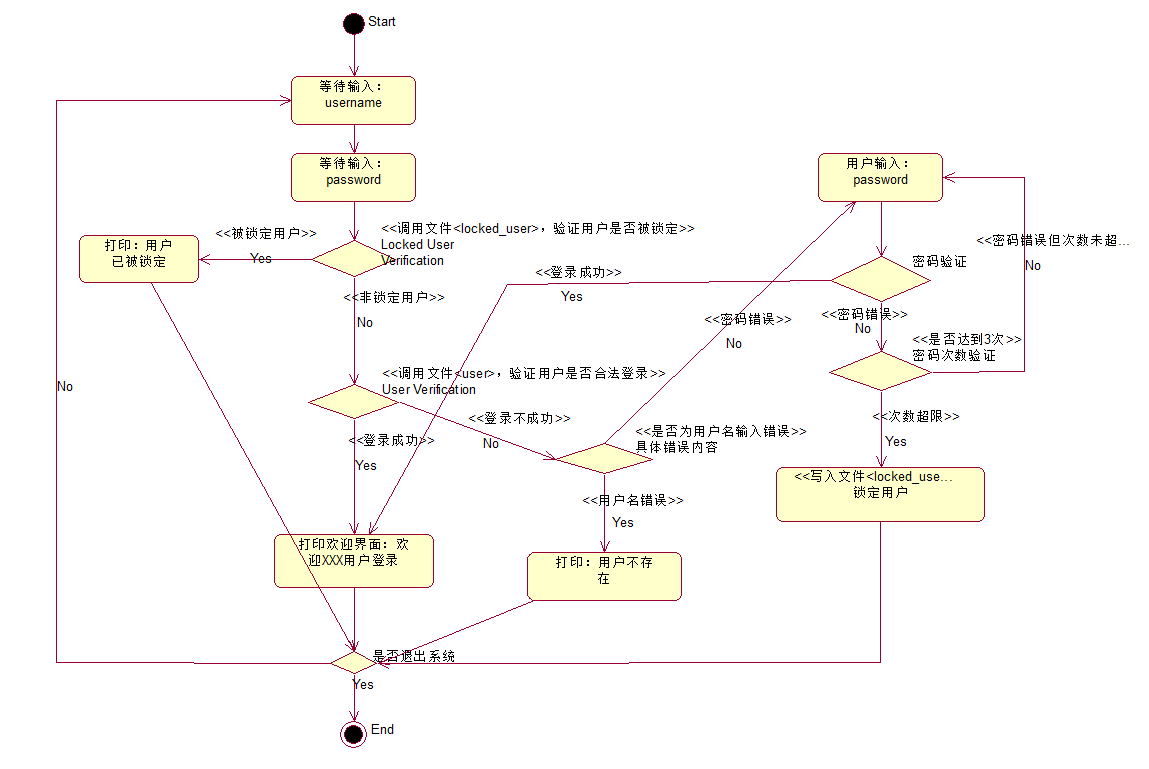 Start
等待输入：
username
等待输入：
password
用户输入：
password
<<调用文件<locked_user>，验证用户是否被锁定>>
Locked User
Verification
<<被锁定用户>>
Yes
打印：用户
已被锁定
<<密码错误但次数未超...
No
密码验证
<<登录成功>>
Yes
<<非锁定用户>>
No
<<密码错误>>
No
<<密码错误>>
No
<<是否达到3次>>
密码次数验证
<<调用文件<user>，验证用户是否合法登录>>
User Verification
No
<<登录不成功>>
No
<<次数超限>>
Yes
<<登录成功>>
Yes
<<是否为用户名输入错误>>
具体错误内容
<<写入文件<locked_use...
锁定用户
<<用户名错误>>
Yes
打印欢迎界面：欢
迎XXX用户登录
打印：用户不存
在
是否退出系统
Yes
End